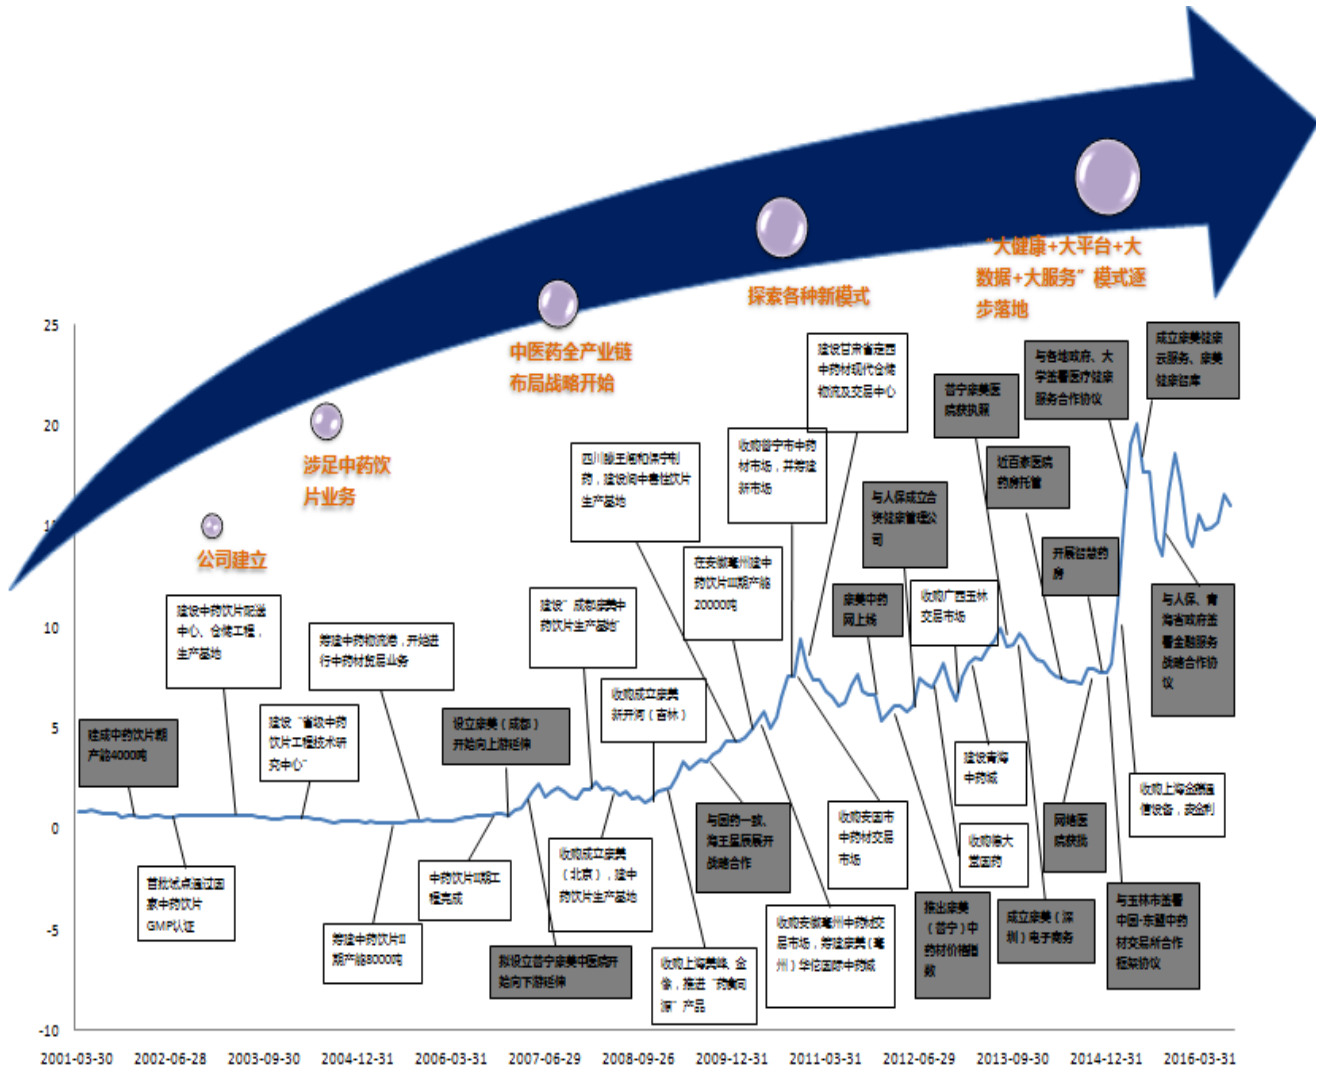 公司建立
涉足中药饮
片业务
中医药全产业链
布局战略开始
探索各种新模式
“大健康+大平台+大
数据+大服务”模式逐
步落地
25
20
15
10
5
0
-5
-10
建成中药饮片期
产能4000吨
首批试点通过国
家中药饮片
GMP认证
建设中药饮片配送
中心、仓储工程，
生产基地
建设“省级中药
饮片工程技术研
究中心”
筹建中药物流港，开始进
行中药材贸易业务
筹建中药饮片II
期产能8000吨
中药饮片II期工
程完成
设立康美（成都）
开始向上游延伸
拟设立普宁康美中医院开
始向下游延伸
建设”成都康美中
药饮片生产基地”
收购成立康美
（北京），建中
药饮片生产基地
收购成立康美
新开河（吉林）
收购上海美峰、金
像，推进“药食同
源”产品
四川滕王阁和保宁制
药，建设阆中毒性饮片
生产基地
与国药一致、
海王星辰展开
战略合作
在安徽亳州建中
药饮片III期产能
20000吨
收购安徽亳州中药材交
易市场，筹建康美（亳
州）华佗国际中药城
收购普宁市中药
材市场，并筹建
新市场
建设甘肃省定西
中药材现代仓储
物流及交易中心
收购安国市
中药材交易
市场
康美中药
网上线
与人保成立合
资健康管理公
司
推出康美
（普宁）中
药材价格指
数
收购广西玉林
交易市场
收购德大
堂国药
建设青海
中药城
普宁康美医
院获执照
成立康美（深
圳）电子商务
近百家医院
药房托管
网络医
院获批
开展智慧药
房
与各地政府、大
学签署医疗健康
服务合作协议
与玉林市签署
中国-东盟中药
材交易所合作
框架协议
成立康美健康
云服务、康美
健康智库
收购上海金像通
信设备，麦金利
与人保、青
海省政府签
署金融服务
战略合作协
议
2001-03-30
2002-06-28
2003-09-30
2004-12-31
2006-03-31
2007-06-29
2008-09-26
2009-12-31
2011-03-31
2012-06-29
2013-09-30
2014-12-31
2016-03-31